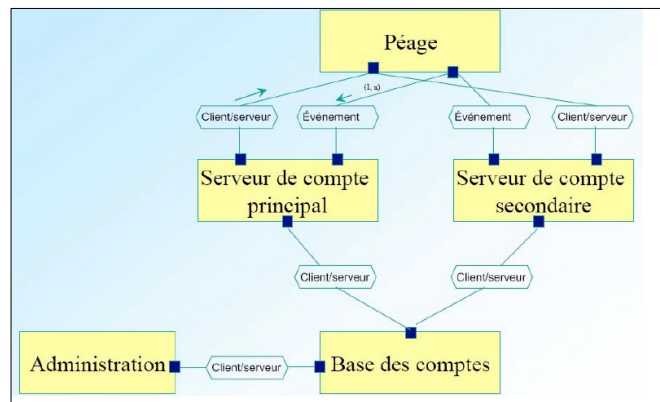 Péage
(1, n)
Client/serveur
Événement
Événement
Client/serveur
Serveur de compte
principal
Serveur de compte
secondaire
Client/serveur
Client/serveur
Administration
Client/serveur
Base des comptes